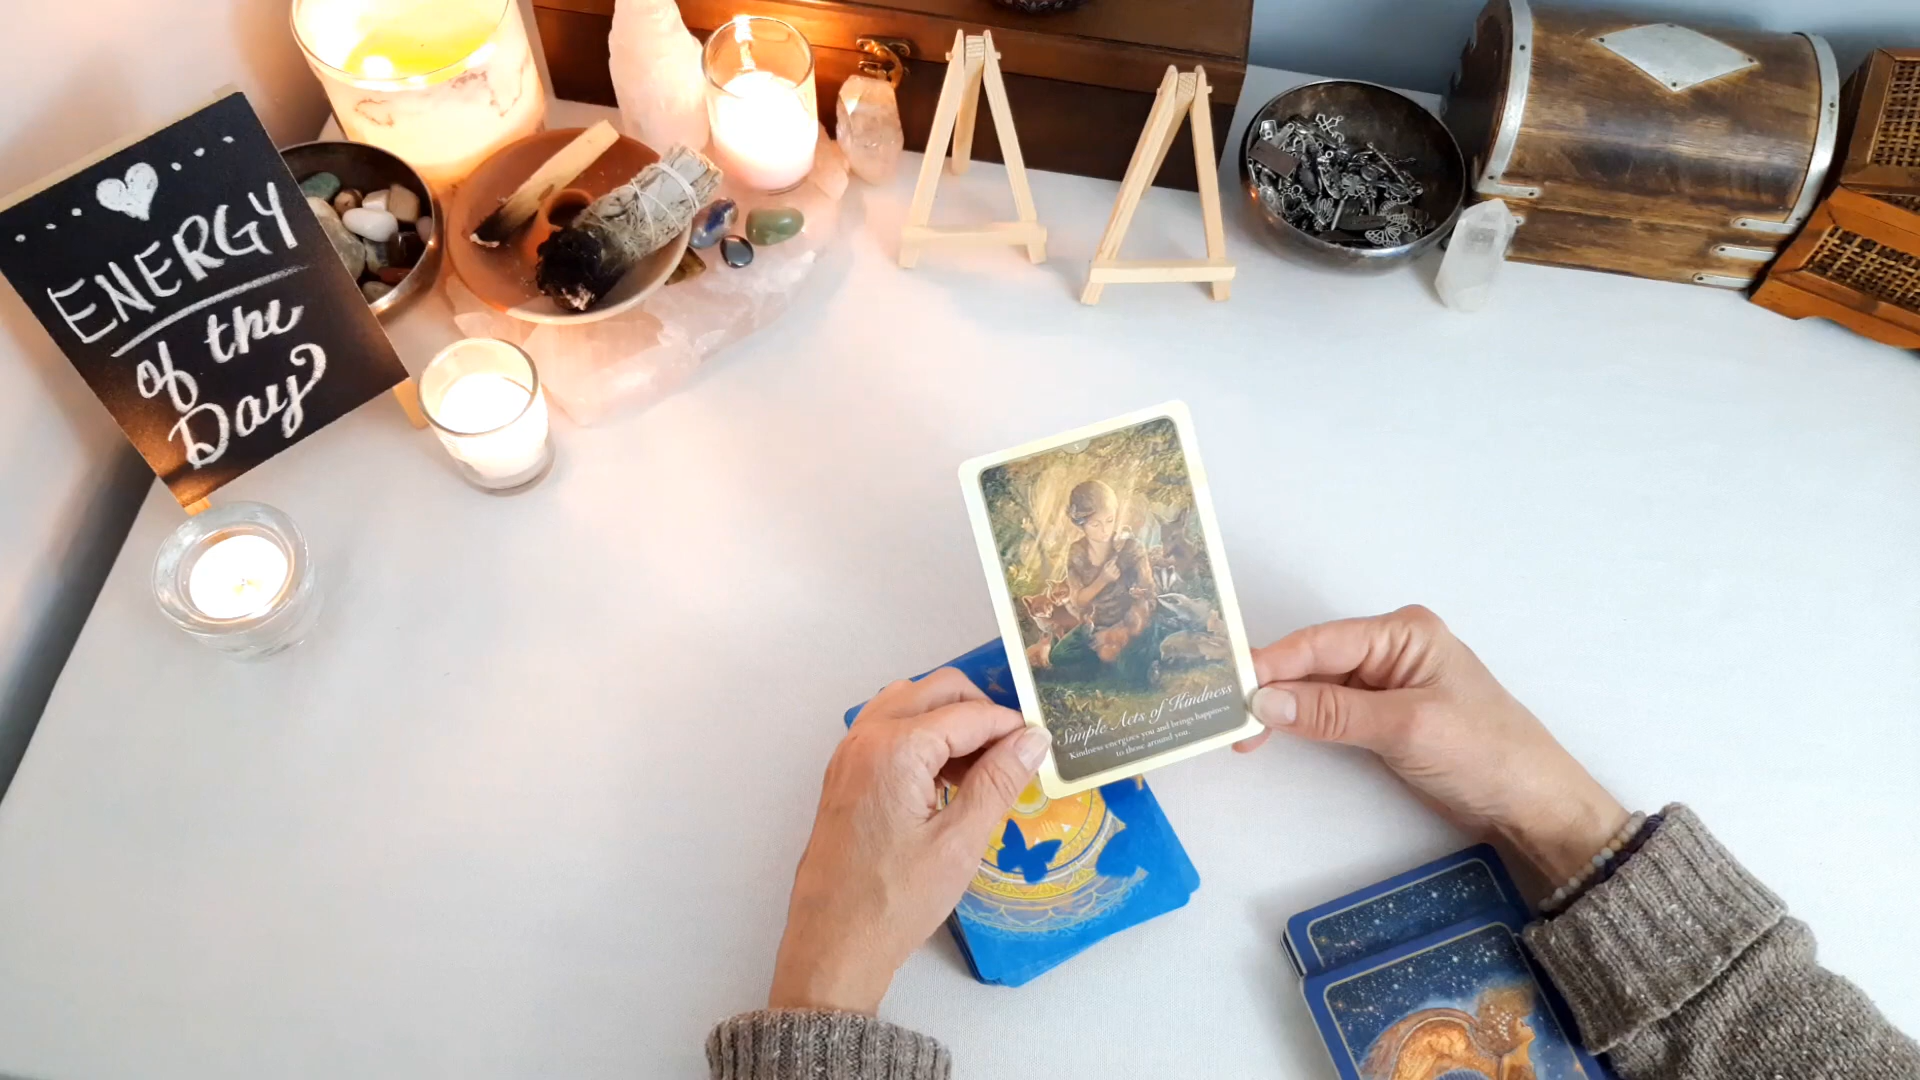 ENERGY
of the
Day
Simple Acts of Kindness
Kindness energizes you and brings happiness
to those around you.